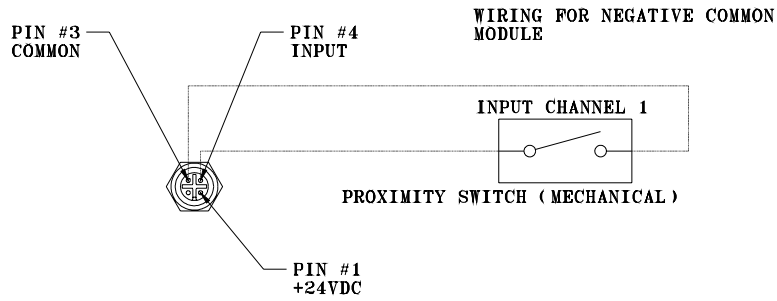 WIRING FOR NEGATIVE COMMON
MODULE
PIN #3
COMMON
PIN #4
INPUT
INPUT CHANNEL 1
PROXIMITY SWITCH (MECHANICAL)
PIN #1
+24VDC